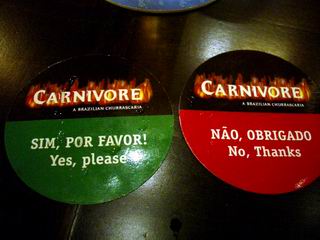 CARNIVORE
A BRAZILIAN CHURRASCARIA
SIM, POR FAVOR!
Yes, please
CARNIVORE
A BRAZILIAN CHURRASCARIA
NÃO, OBRIGADO
No, Thanks